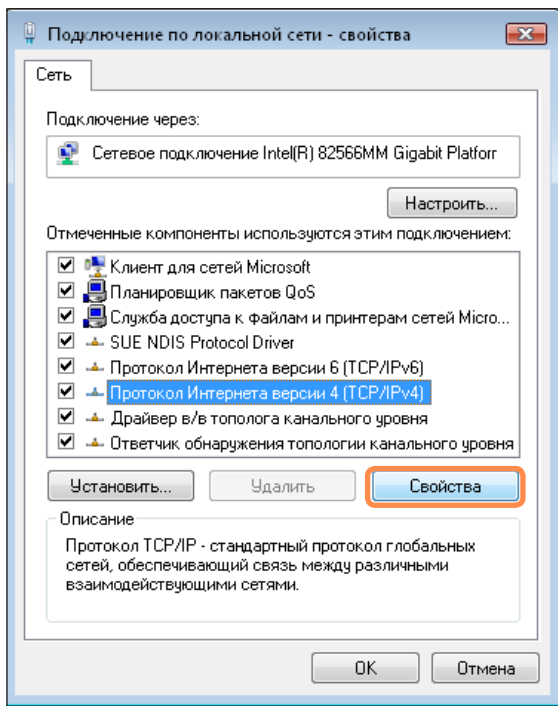 Подключение по локальной сети - свойства
Сеть
Подключение через:
Сетевое подключение Intel(R) 82566MM Gigabit Platforr
Настроить...
Отмеченные компоненты используются этим подключением:
Клиент для сетей Microsoft
Планировщик пакетов QoS
Служба доступа к файлам и принтерам сетей Micro...
SUE NDIS Protocol Driver
Протокол Интернета версии 6 (TCP/IPv6)
Протокол Интернета версии 4 (TCP/IPv4)
Драйвер в/в тополога канального уровня
Ответчик обнаружения топологии канального уровня
Установить...
Удалить
Свойства
Описание
Протокол TCP/IP - стандартный протокол глобальных
сетей, обеспечивающий связь между различными
взаимодействующими сетями.
OK
Отмена